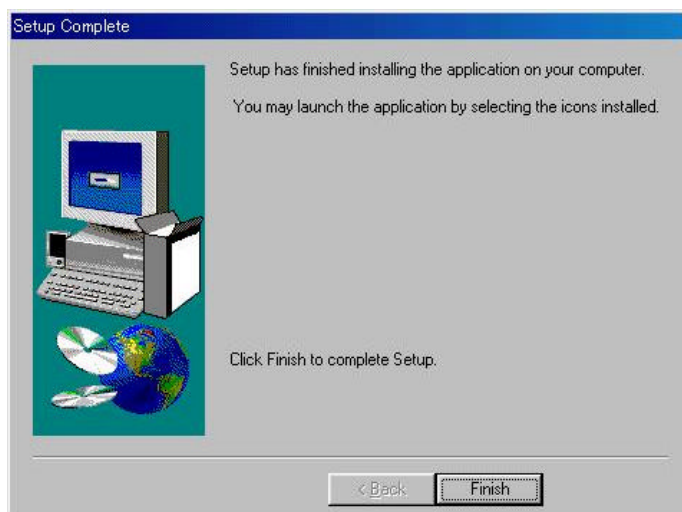 Setup Complete
Setup has finished installing the application on your computer.
You may launch the application by selecting the icons installed.
Click Finish to complete Setup.
< Back
Finish